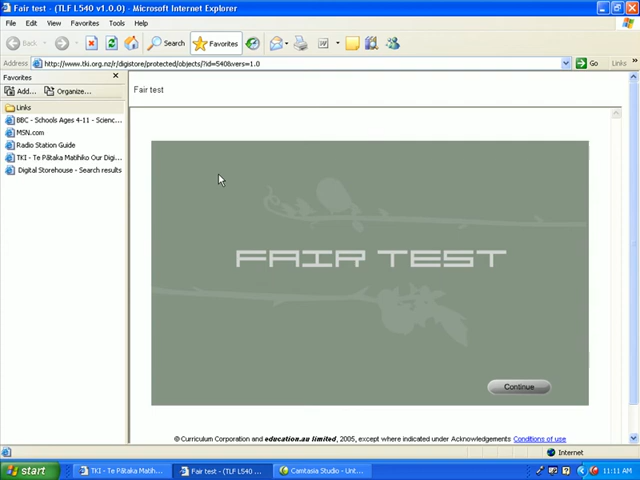 Fair test - (TLF L540 v1.0.0) - Microsoft Internet Explorer
File Edit View Favorites Tools Help
Back Search Favorites
Address http://www.tki.org.nz/r/digistore/protected/objects/?id=540&vers=1.0 Go Links »
Favorites
Add... Organize...
Links
BBC - Schools Ages 4-11 - Scienc...
MSN.com
Radio Station Guide
TKI - Te Pātaka Matihiko Our Digi...
Digital Storehouse - Search results
Fair test
FAIR TEST
Continue
© Curriculum Corporation and education.au limited, 2005, except where indicated under Acknowledgements Conditions of use
Internet
start TKI - Te Pātaka Matih... Fair test - (TLF L540 ... Camtasia Studio - Unt... 11:11 AM